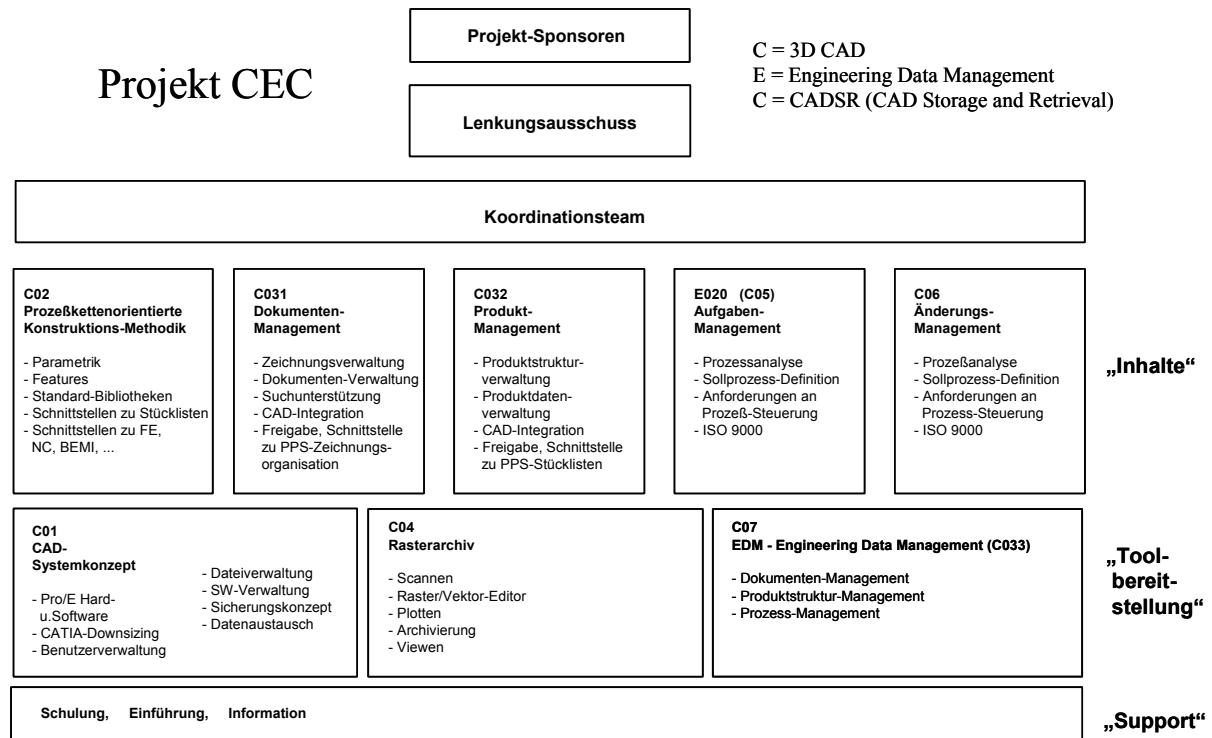 Projekt CEC
Projekt-Sponsoren
C = 3D CAD
E = Engineering Data Management
C = CADSR (CAD Storage and Retrieval)
Lenkungsausschuss
Koordinationsteam
C02
Prozeßkettenorientierte
Konstruktions-Methodik
- Parametrik
- Features
- Standard-Bibliotheken
- Schnittstellen zu Stücklisten
- Schnittstellen zu FE,
NC, BEMI, ...
C031
Dokumenten-
Management
- Zeichnungsverwaltung
- Dokumenten-Verwaltung
- Suchunterstützung
- CAD-Integration
- Freigabe, Schnittstelle
zu PPS-Zeichnungs-
organisation
C032
Produkt-
Management
- Produktstruktur-
verwaltung
- Produktdaten-
verwaltung
- CAD-Integration
- Freigabe, Schnittstelle
zu PPS-Stücklisten
E020 (C05)
Aufgaben-
Management
- Prozessanalyse
- Sollprozess-Definition
- Anforderungen an
Prozeß-Steuerung
- ISO 9000
C06
Änderungs-
Management
- Prozeßanalyse
- Sollprozess-Definition
- Anforderungen an
Prozess-Steuerung
- ISO 9000
„Inhalte“
C01
CAD-
Systemkonzept
- Pro/E Hard-
u.Software
- CATIA-Downsizing
- Benutzerverwaltung
- Dateiverwaltung
- SW-Verwaltung
- Sicherungskonzept
- Datenaustausch
C04
Rasterarchiv
- Scannen
- Raster/Vektor-Editor
- Plotten
- Archivierung
- Viewen
C07
EDM - Engineering Data Management (C033)
- Dokumenten-Management
- Produktstruktur-Management
- Prozess-Management
„Tool-
bereit-
stellung“
Schulung, Einführung, Information
„Support“